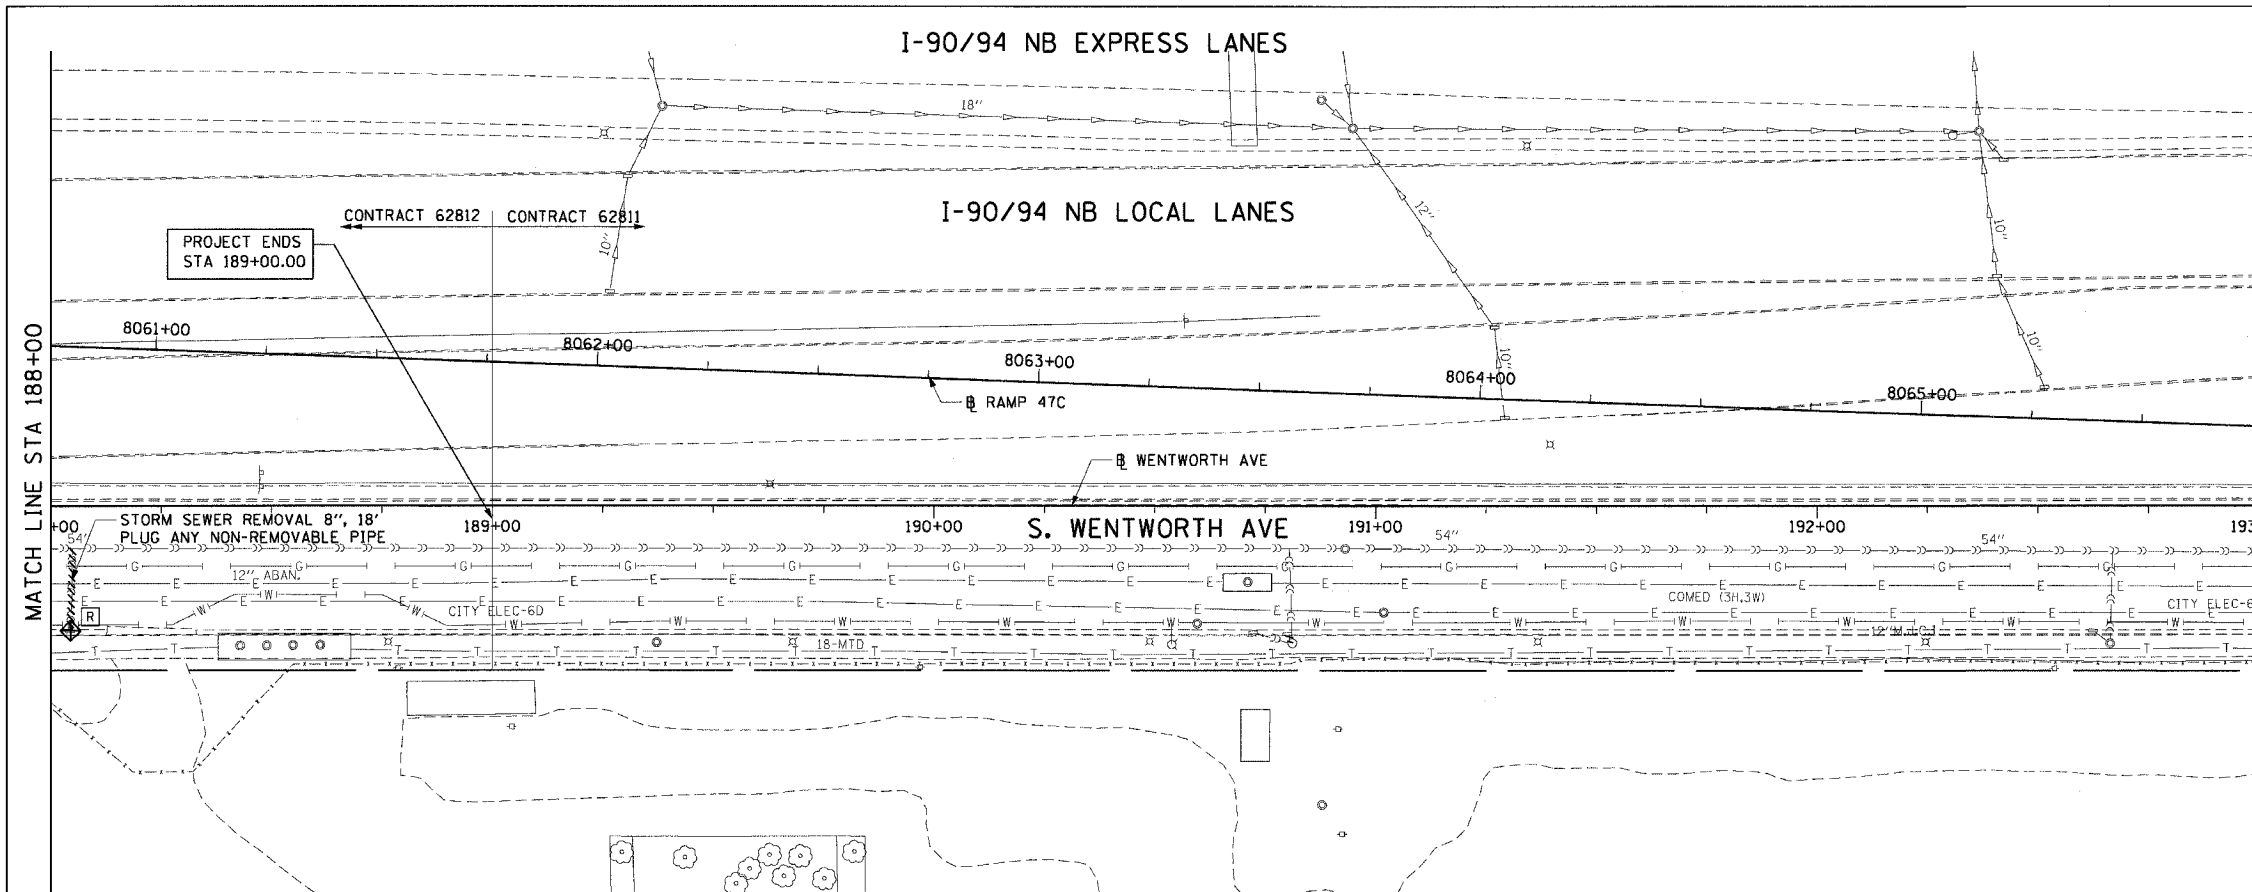 I-90/94 NB EXPRESS LANES
18"
CONTRACT 62812
CONTRACT 62811
I-90/94 NB LOCAL LANES
PROJECT ENDS
STA 189+00.00
10"
12"
10"
10"
10"
MATCH LINE STA 188+00
8061+00
8062+00
8063+00
8064+00
8065+00
℄ RAMP 47C
℄ WENTWORTH AVE
+00
189+00
190+00
191+00
192+00
193
STORM SEWER REMOVAL 8", 18'
PLUG ANY NON-REMOVABLE PIPE
S. WENTWORTH AVE
54"
54"
54"
12" ABAN.
R
CITY ELEC-6D
COMED (3H,3W)
CITY ELEC-6
18-MTD